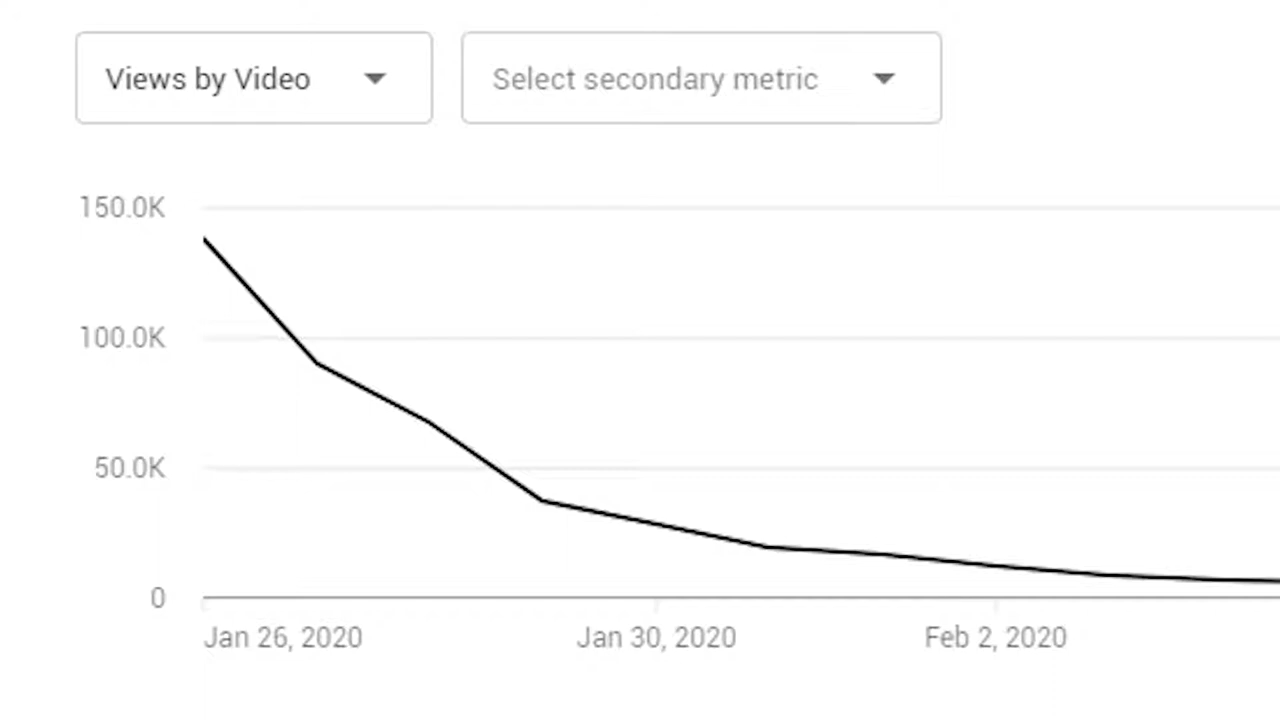 Views by Video
Select secondary metric
150.0K
100.0K
50.0K
0
Jan 26, 2020
Jan 30, 2020
Feb 2, 2020